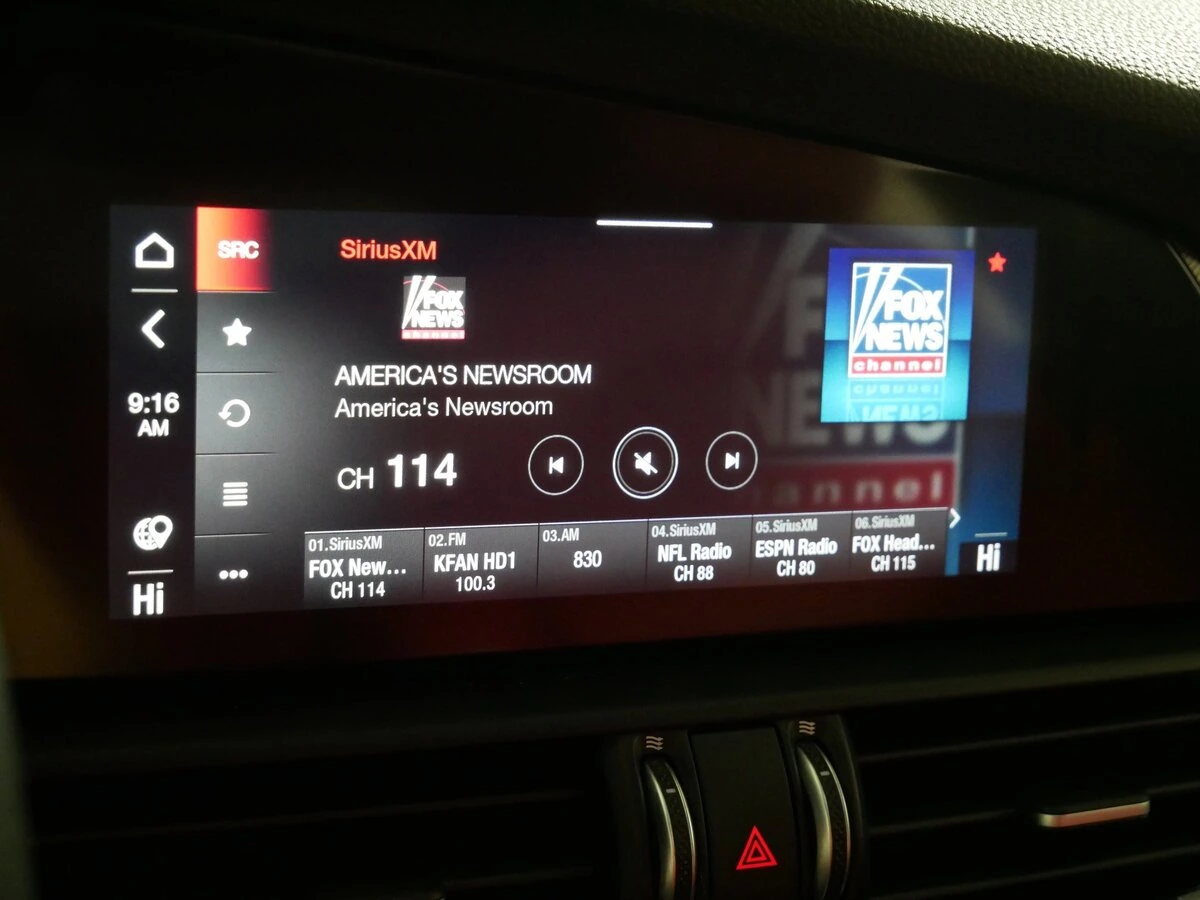 SRC
SiriusXM
FOX
NEWS
channel
FOX
NEWS
channel
AMERICA'S NEWSROOM
America's Newsroom
9:16
AM
CH 114
01.SiriusXM
FOX New...
CH 114
02.FM
KFAN HD1
100.3
03.AM
830
04.SiriusXM
NFL Radio
CH 88
05.SiriusXM
ESPN Radio
CH 80
06.SiriusXM
FOX Head...
CH 115
Hi
Hi